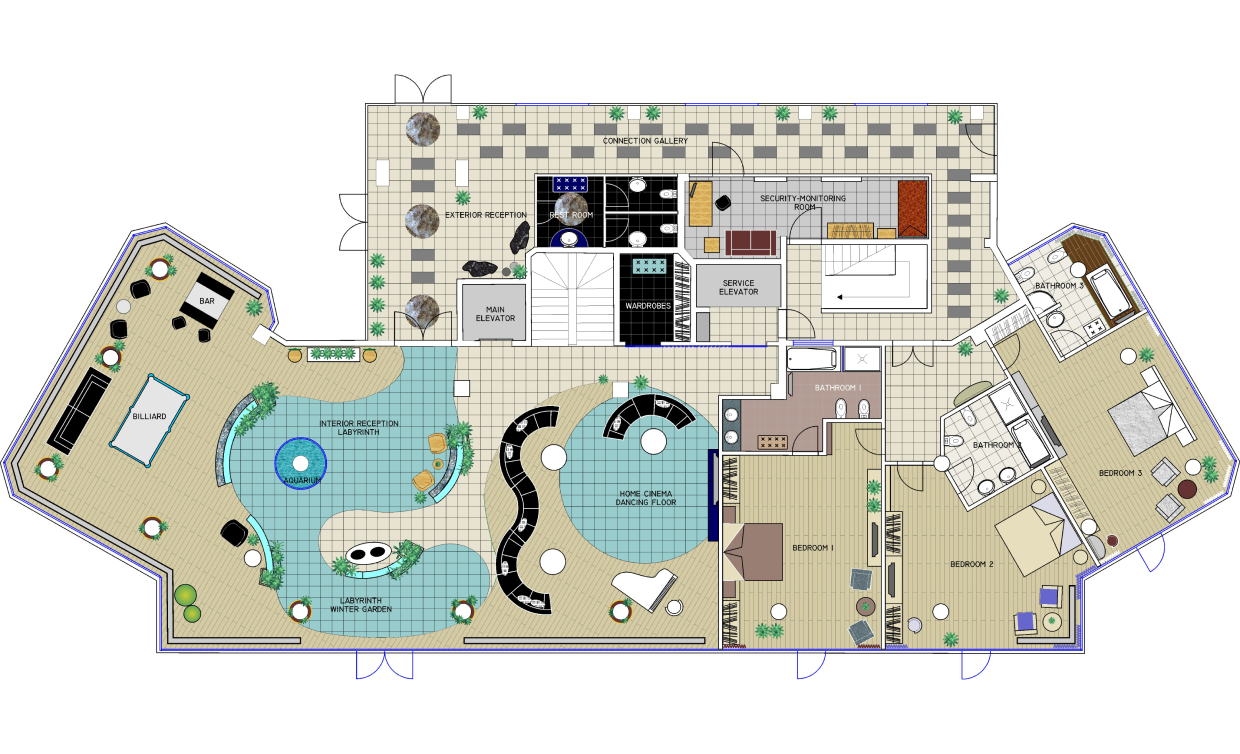 CONNECTION GALLERY
EXTERIOR RECEPTION
REST ROOM
SECURITY-MONITORING
ROOM
BATHROOM 3
BAR
MAIN
ELEVATOR
WARDROBES
SERVICE
ELEVATOR
BILLIARD
INTERIOR RECEPTION
LABYRINTH
BATHROOM 1
BATHROOM 2
AQUARIUM
HOME CINEMA
DANCING FLOOR
BEDROOM 3
BEDROOM 1
BEDROOM 2
LABYRINTH
WINTER GARDEN